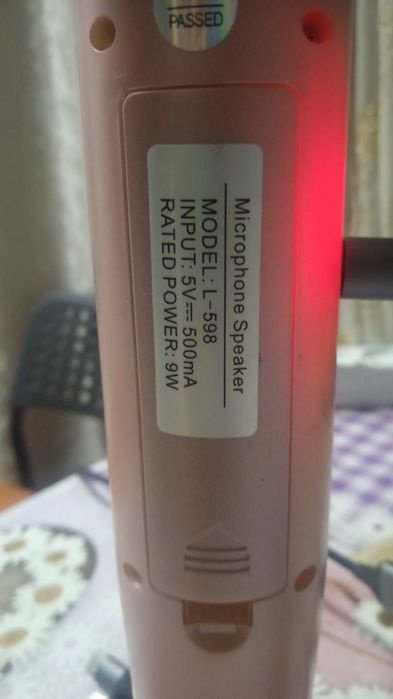 PASSED
Microphone Speaker
MODEL: L-598
INPUT: 5V⎓500mA
RATED POWER: 9W